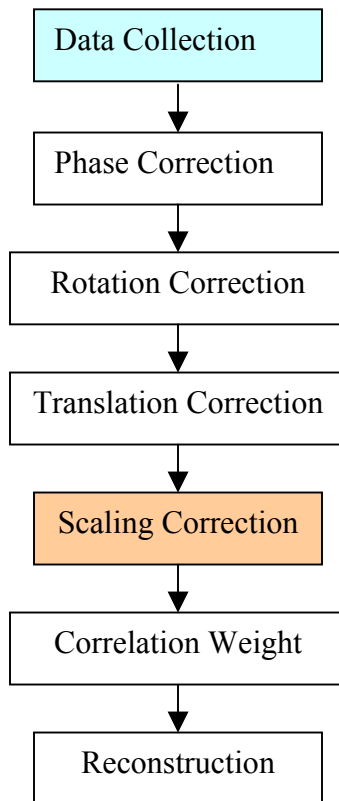 Data Collection
Phase Correction
Rotation Correction
Translation Correction
Scaling Correction
Correlation Weight
Reconstruction